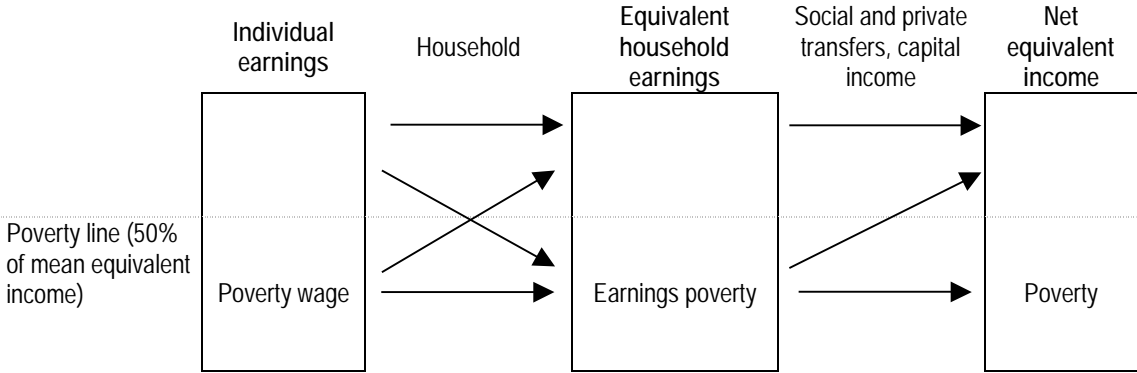 Individual
earnings
Household
Equivalent
household
earnings
Social and private
transfers, capital
income
Net
equivalent
income
Poverty line (50%
of mean equivalent
income)
Poverty wage
Earnings poverty
Poverty